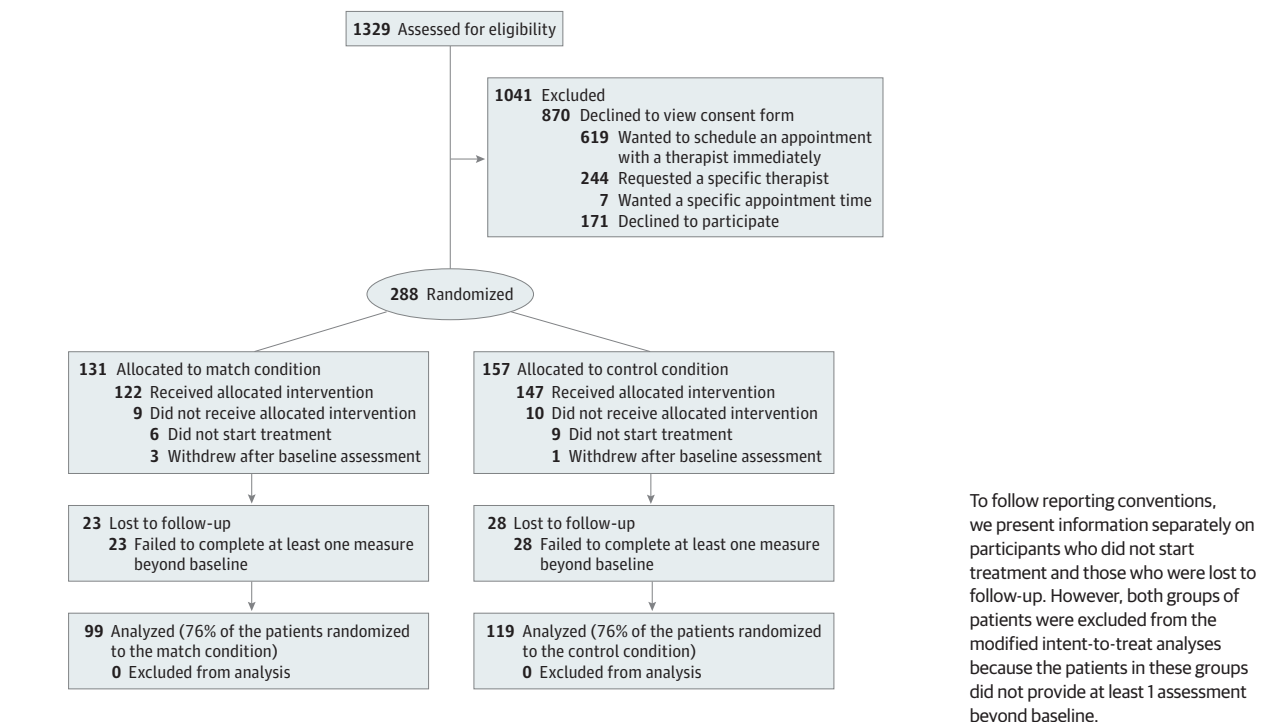 1329 Assessed for eligibility
1041 Excluded
870 Declined to view consent form
619 Wanted to schedule an appointment
with a therapist immediately
244 Requested a specific therapist
7 Wanted a specific appointment time
171 Declined to participate
288 Randomized
131 Allocated to match condition
122 Received allocated intervention
9 Did not receive allocated intervention
6 Did not start treatment
3 Withdrew after baseline assessment
157 Allocated to control condition
147 Received allocated intervention
10 Did not receive allocated intervention
9 Did not start treatment
1 Withdrew after baseline assessment
23 Lost to follow-up
23 Failed to complete at least one measure
beyond baseline
28 Lost to follow-up
28 Failed to complete at least one measure
beyond baseline
99 Analyzed (76% of the patients randomized
to the match condition)
0 Excluded from analysis
119 Analyzed (76% of the patients randomized
to the control condition)
0 Excluded from analysis
To follow reporting conventions,
we present information separately on
participants who did not start
treatment and those who were lost to
follow-up. However, both groups of
patients were excluded from the
modified intent-to-treat analyses
because the patients in these groups
did not provide at least 1 assessment
beyond baseline.